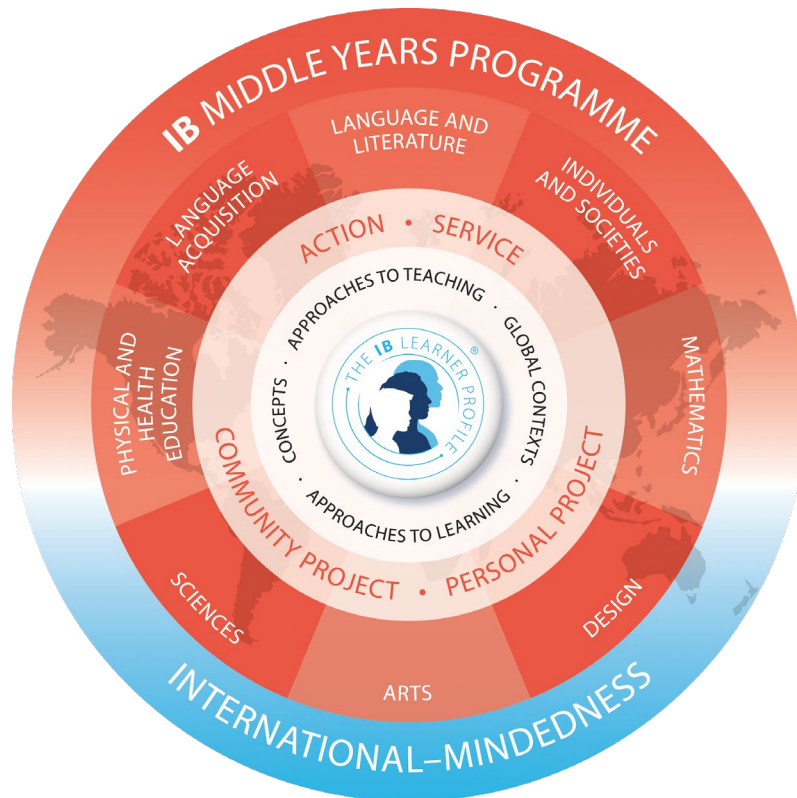 IB MIDDLE YEARS PROGRAMME
LANGUAGE AND
LITERATURE
INDIVIDUALS
AND SOCIETIES
MATHEMATICS
DESIGN
ARTS
SCIENCES
PHYSICAL AND
HEALTH
EDUCATION
LANGUAGE
ACQUISITION
ACTION • SERVICE
PERSONAL PROJECT •
COMMUNITY PROJECT
APPROACHES TO TEACHING ·
GLOBAL CONTEXTS ·
APPROACHES TO LEARNING ·
CONCEPTS ·
THE IB LEARNER PROFILE
®
INTERNATIONAL–MINDEDNESS